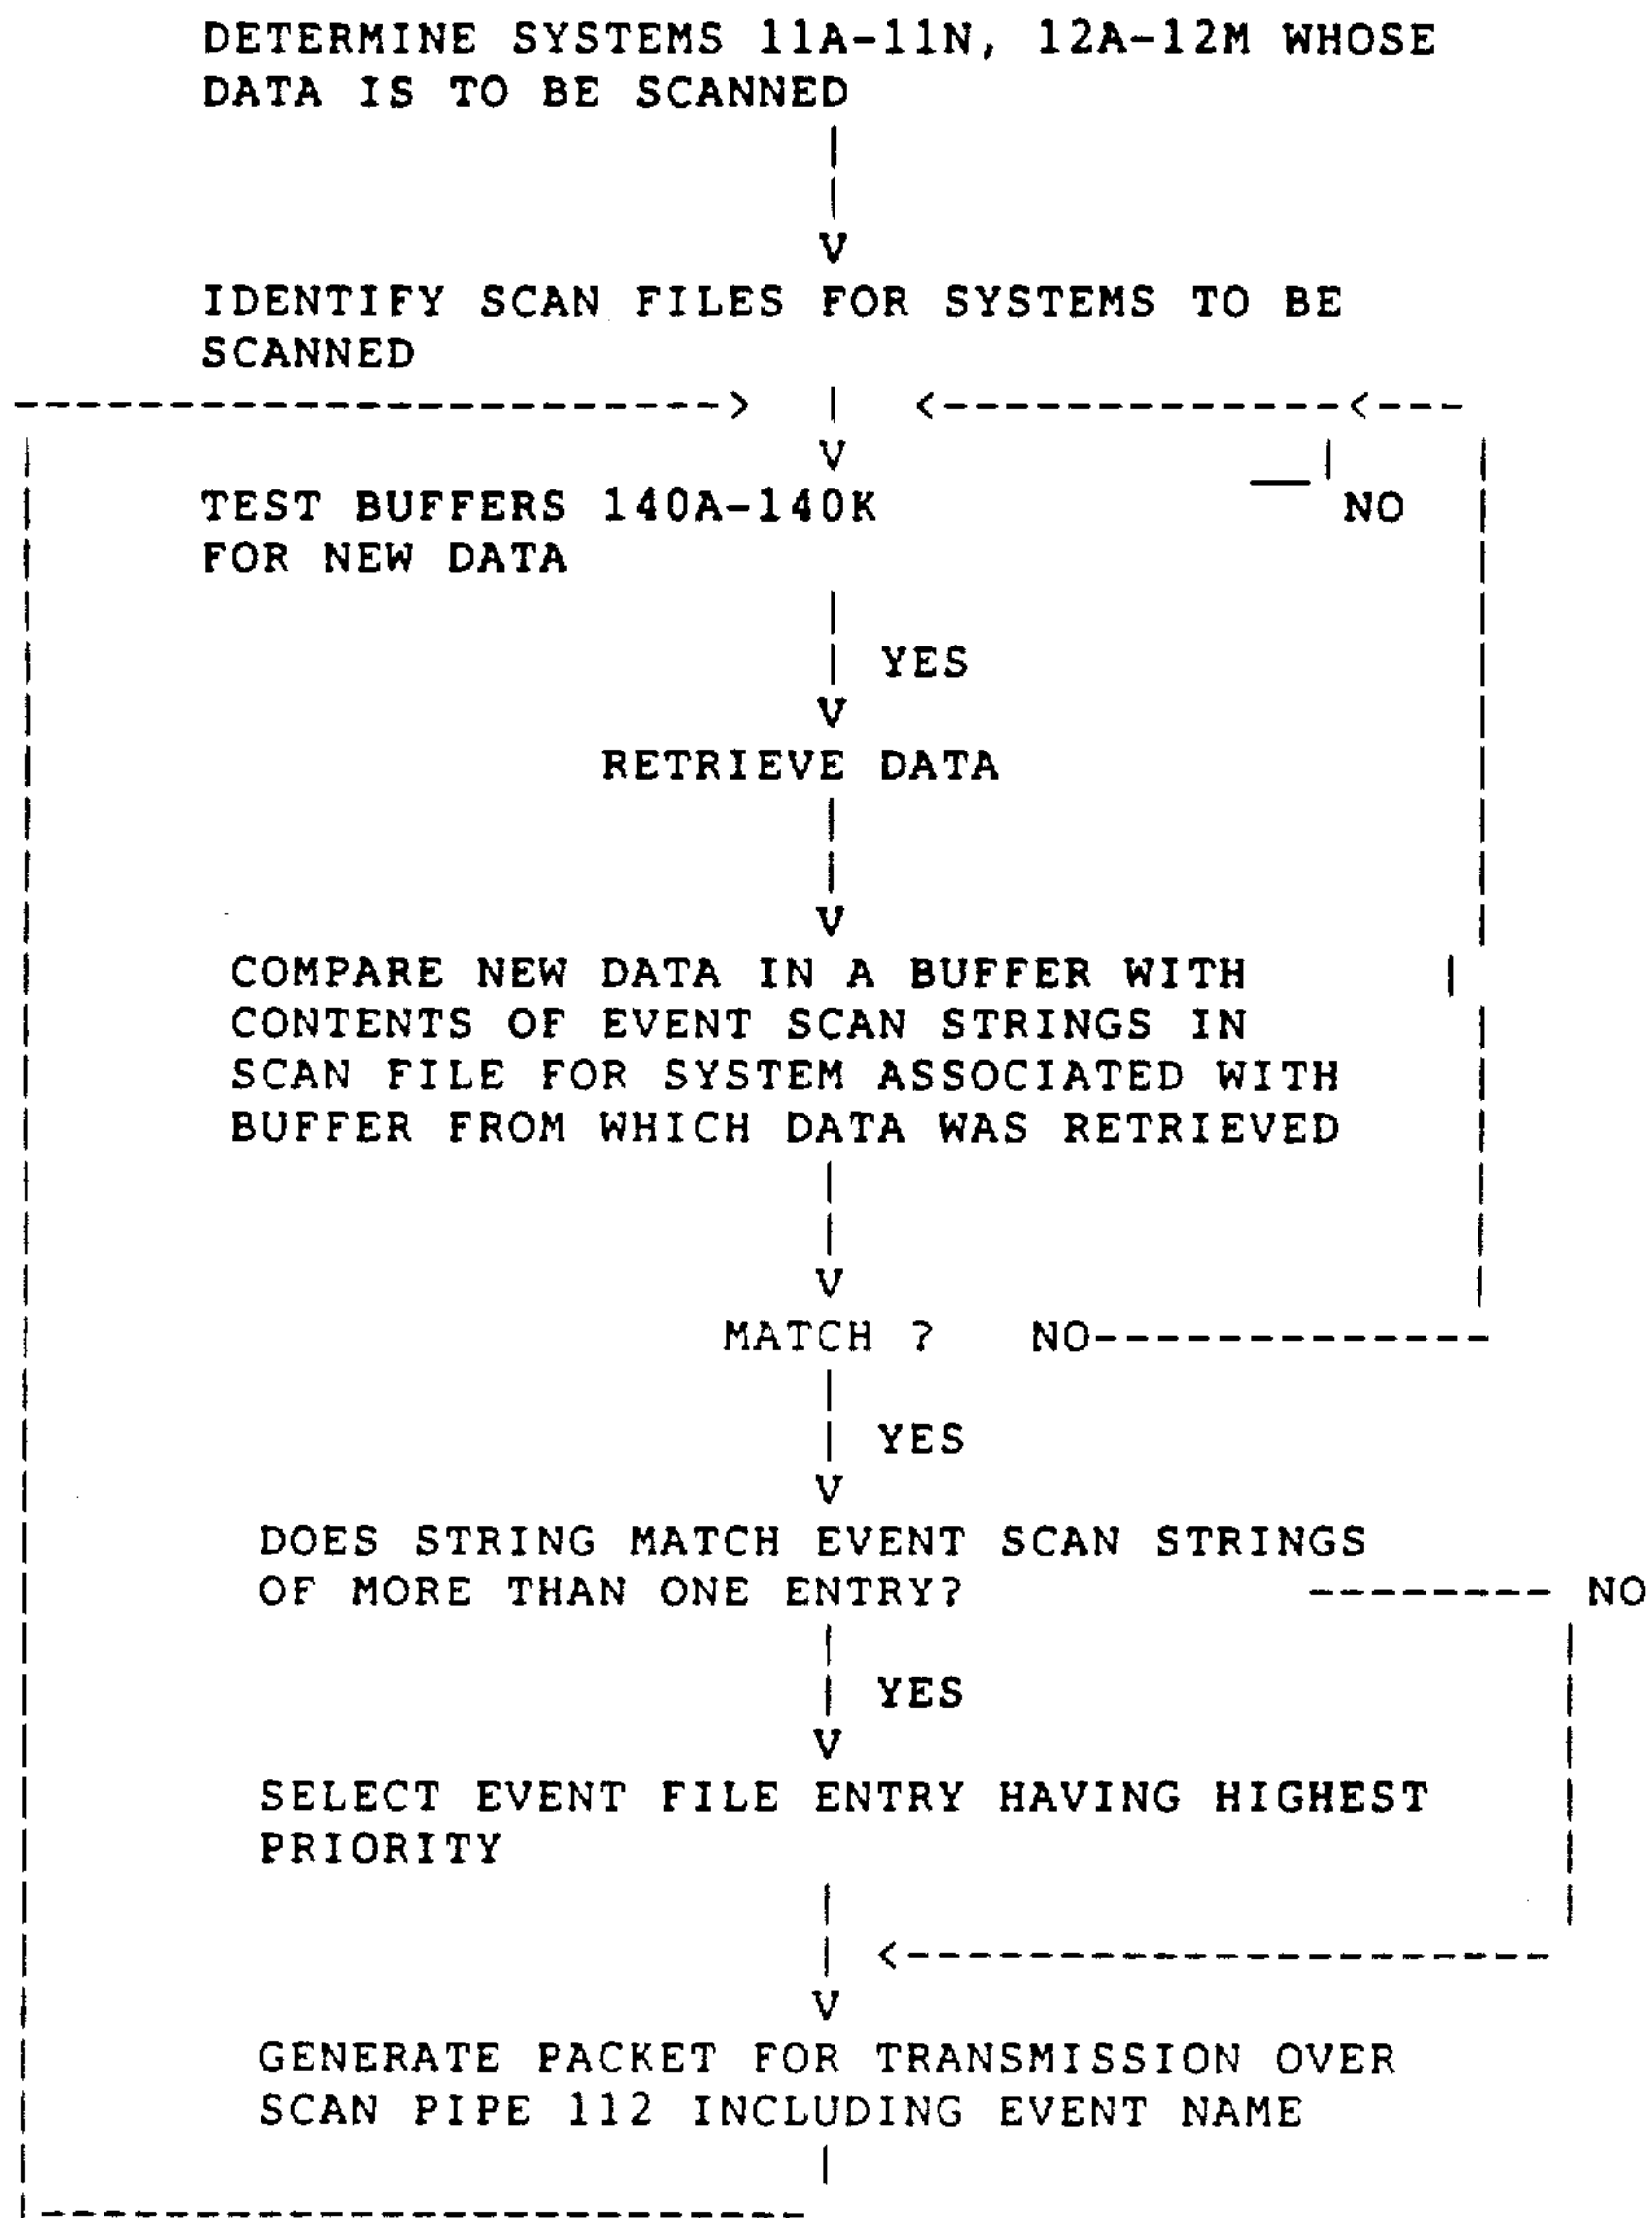 DETERMINE SYSTEMS 11A-11N, 12A-12M WHOSE
DATA IS TO BE SCANNED
IDENTIFY SCAN FILES FOR SYSTEMS TO BE
SCANNED
TEST BUFFERS 140A-140K
NO
FOR NEW DATA
YES
RETRIEVE DATA
COMPARE NEW DATA IN A BUFFER WITH
CONTENTS OF EVENT SCAN STRINGS IN
SCAN FILE FOR SYSTEM ASSOCIATED WITH
BUFFER FROM WHICH DATA WAS RETRIEVED
MATCH ? NO
YES
DOES STRING MATCH EVENT SCAN STRINGS
OF MORE THAN ONE ENTRY? NO
YES
SELECT EVENT FILE ENTRY HAVING HIGHEST
PRIORITY
GENERATE PACKET FOR TRANSMISSION OVER
SCAN PIPE 112 INCLUDING EVENT NAME